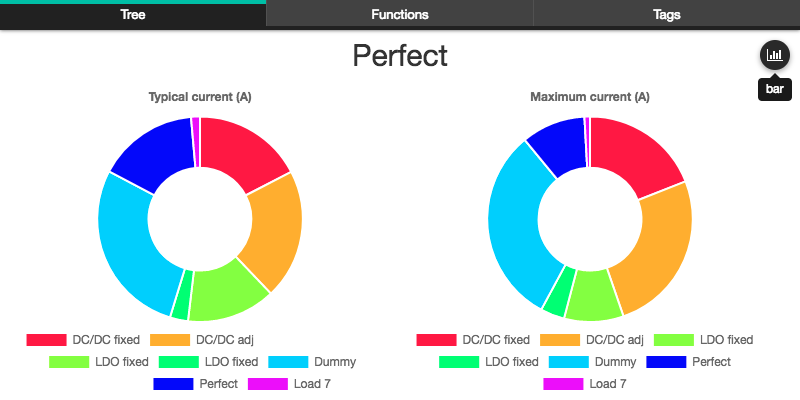 Tree Functions Tags
Perfect
bar
Typical current (A) Maximum current (A)
DC/DC fixed DC/DC adj
LDO fixed LDO fixed Dummy
Perfect Load 7
DC/DC fixed DC/DC adj LDO fixed
LDO fixed Dummy Perfect
Load 7